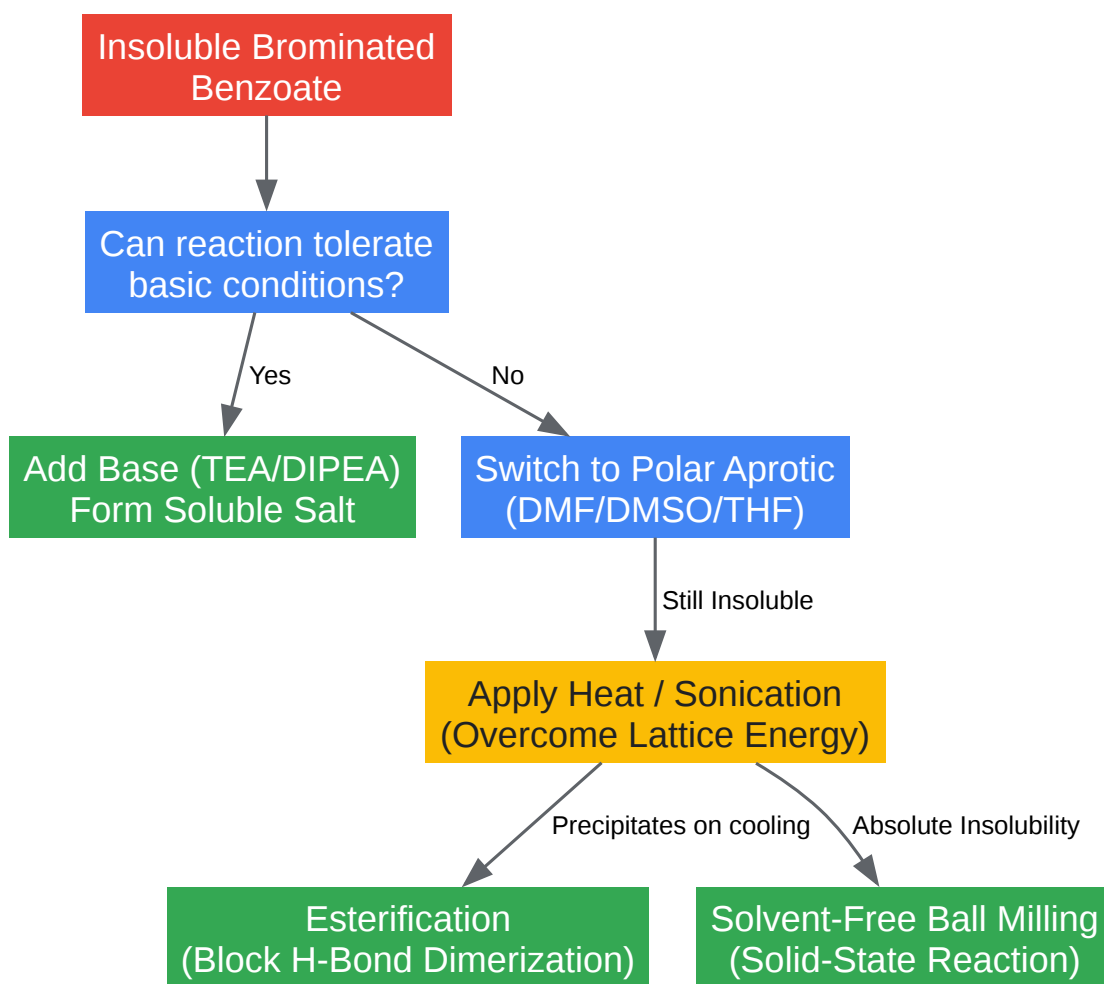 Insoluble Brominated
Benzoate
Can reaction tolerate
basic conditions?
Yes
No
Add Base (TEA/DIPEA)
Form Soluble Salt
Switch to Polar Aprotic
(DMF/DMSO/THF)
Still Insoluble
Apply Heat / Sonication
(Overcome Lattice Energy)
Precipitates on cooling
Absolute Insolubility
Esterification
(Block H-Bond Dimerization)
Solvent-Free Ball Milling
(Solid-State Reaction)